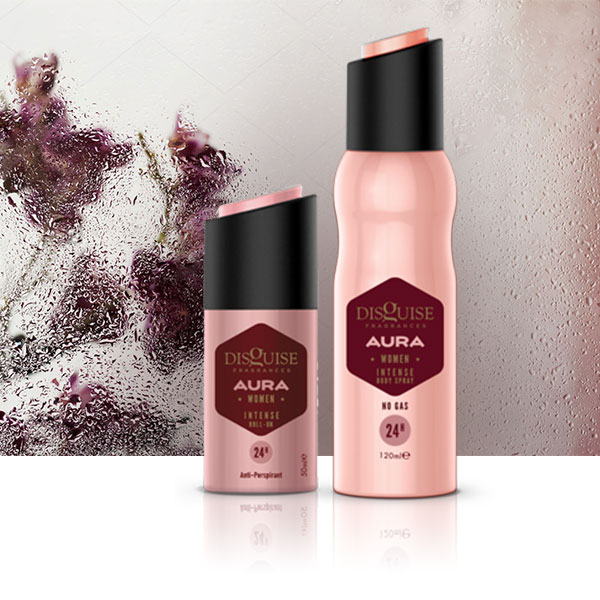 DISGUISE
FRAGRANCES
AURA
• WOMEN •
INTENSE
ROLL-ON
24H
Anti-Perspirant
50ml℮
DISGUISE
FRAGRANCES
AURA
• WOMEN •
INTENSE
BODY SPRAY
NO GAS
24H
120ml℮